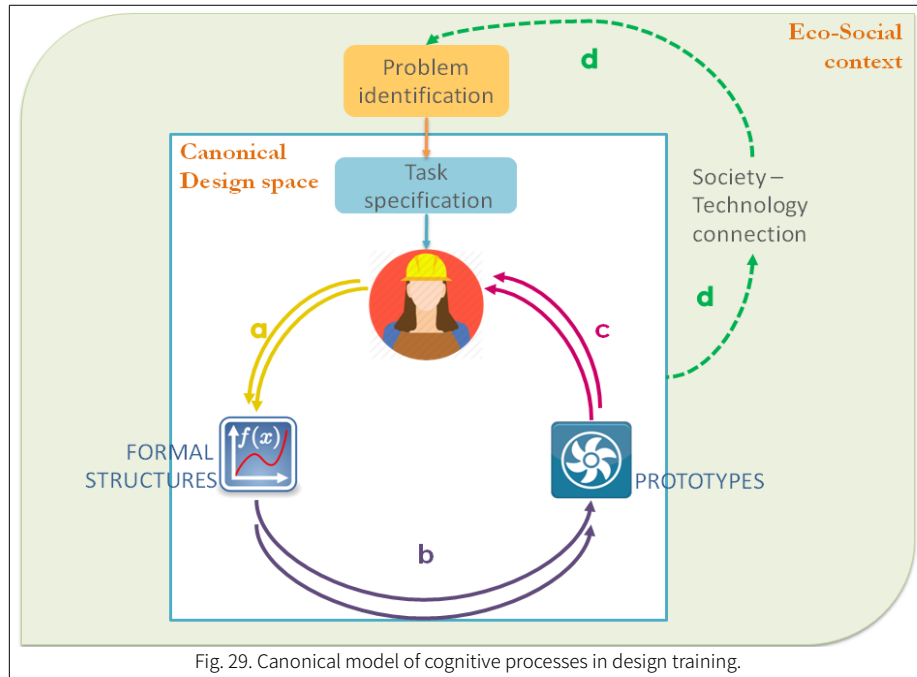 Eco-Social
context
d
Problem
identification
Canonical
Design space
Task
specification
Society –
Technology
connection
d
a
c
f(x)
FORMAL
STRUCTURES
PROTOTYPES
b
Fig. 29. Canonical model of cognitive processes in design training.